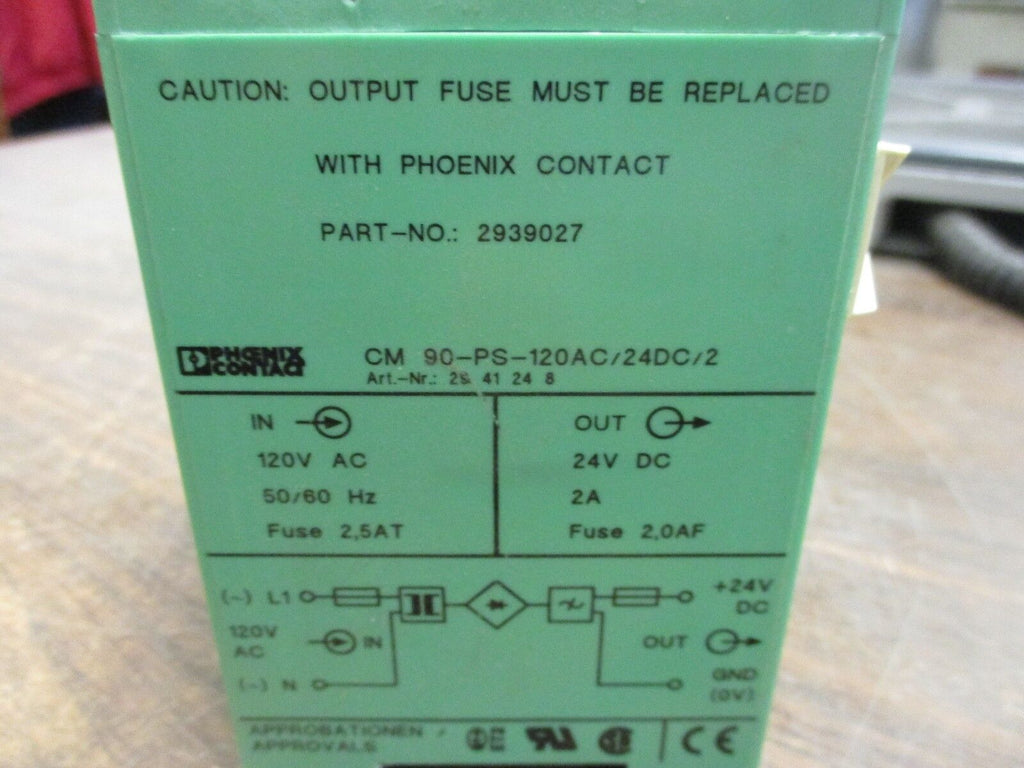 CAUTION: OUTPUT FUSE MUST BE REPLACED
WITH PHOENIX CONTACT
PART-NO.: 2939027
PHOENIX
CONTACT
CM 90-PS-120AC/24DC/2
Art.-Nr.: 29 41 24 8
IN
120V AC
50/60 Hz
Fuse 2,5AT
OUT
24V DC
2A
Fuse 2,0AF
(~) L1
+24V
DC
120V
AC
IN
OUT
(~) N
GND
(0V)
APPROBATIONEN /
APPROVALS
CE